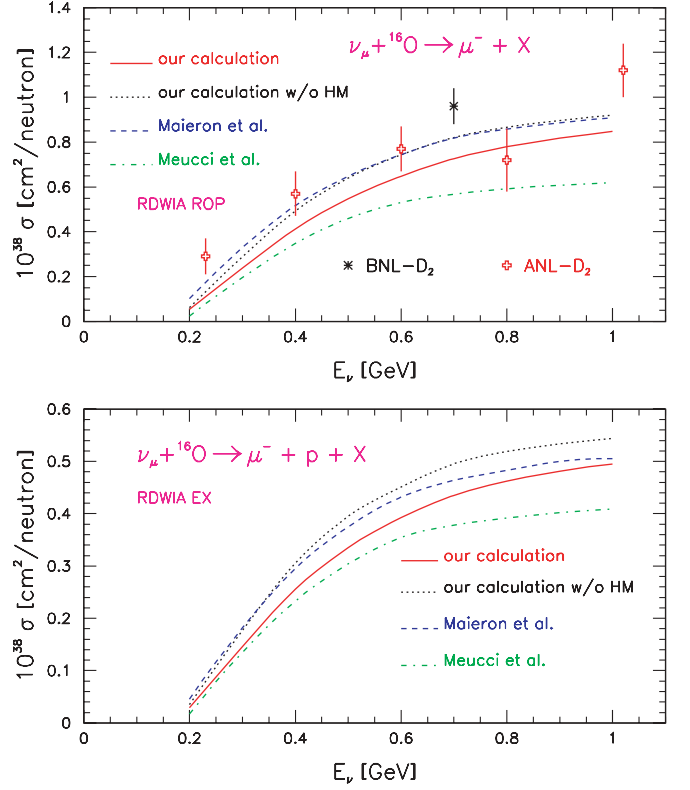 1.4
1.2
1
0.8
0.6
0.4
0.2
0
10³⁸ σ [cm²/neutron]
νμ+¹⁶O → μ⁻ + X
our calculation
our calculation w/o HM
Maieron et al.
Meucci et al.
RDWIA ROP
BNL–D₂
ANL–D₂
0 0.2 0.4 0.6 0.8 1
Eν [GeV]
0.6
0.5
0.4
0.3
0.2
0.1
0
10³⁸ σ [cm²/neutron]
νμ+¹⁶O → μ⁻ + p + X
RDWIA EX
our calculation
our calculation w/o HM
Maieron et al.
Meucci et al.
0 0.2 0.4 0.6 0.8 1
Eν [GeV]